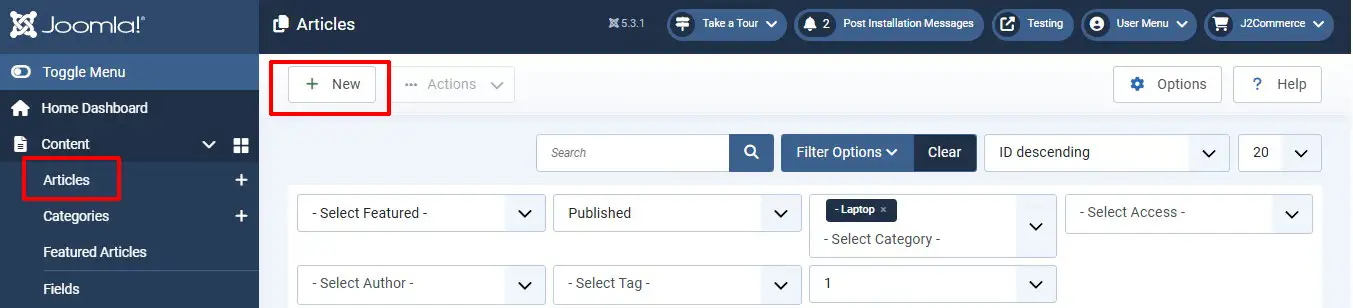 Joomla!®
Articles
5.3.1
Take a Tour
2
Post Installation Messages
Testing
User Menu
J2Commerce
Toggle Menu
Home Dashboard
Content
Articles
Categories
Featured Articles
Fields
+ New
Actions
Options
? Help
Search
Filter Options
Clear
ID descending
20
- Select Featured -
Published
- Laptop ×
- Select Category -
- Select Access -
- Select Author -
- Select Tag -
1